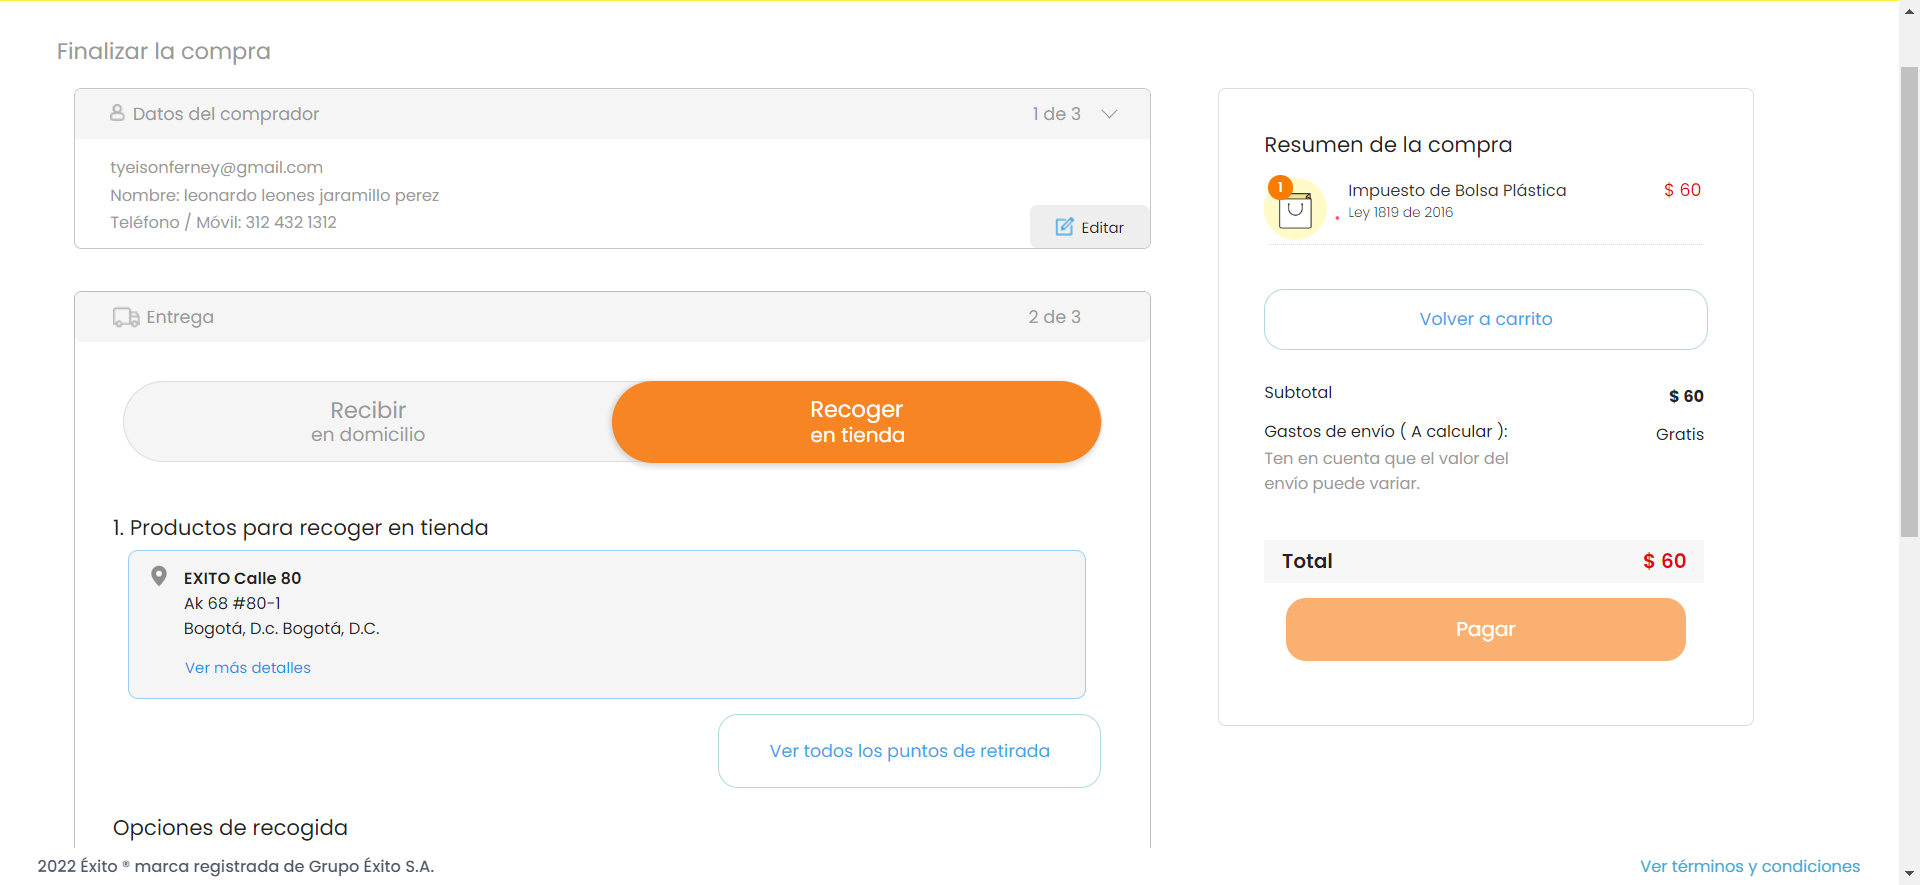 Finalizar la compra
Datos del comprador
1 de 3
tyeisonferney@gmail.com
Nombre: leonardo leones jaramillo perez
Teléfono / Móvil: 312 432 1312
Editar
Entrega
2 de 3
Recibir
en domicilio
Recoger
en tienda
1. Productos para recoger en tienda
EXITO Calle 80
Ak 68 #80-1
Bogotá, D.c. Bogotá, D.C.
Ver más detalles
Ver todos los puntos de retirada
Opciones de recogida
Resumen de la compra
1
Impuesto de Bolsa Plástica
$ 60
Ley 1819 de 2016
Volver a carrito
Subtotal
$ 60
Gastos de envío ( A calcular ):
Gratis
Ten en cuenta que el valor del
envío puede variar.
Total
$ 60
Pagar
2022 Éxito ® marca registrada de Grupo Éxito S.A.
Ver términos y condiciones